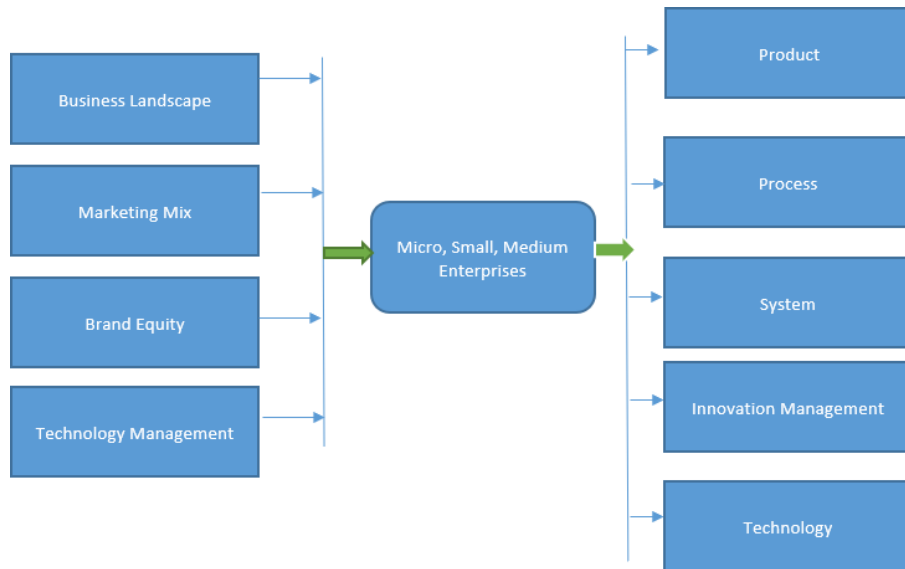 Business Landscape
Marketing Mix
Brand Equity
Technology Management
Micro, Small, Medium
Enterprises
Product
Process
System
Innovation Management
Technology